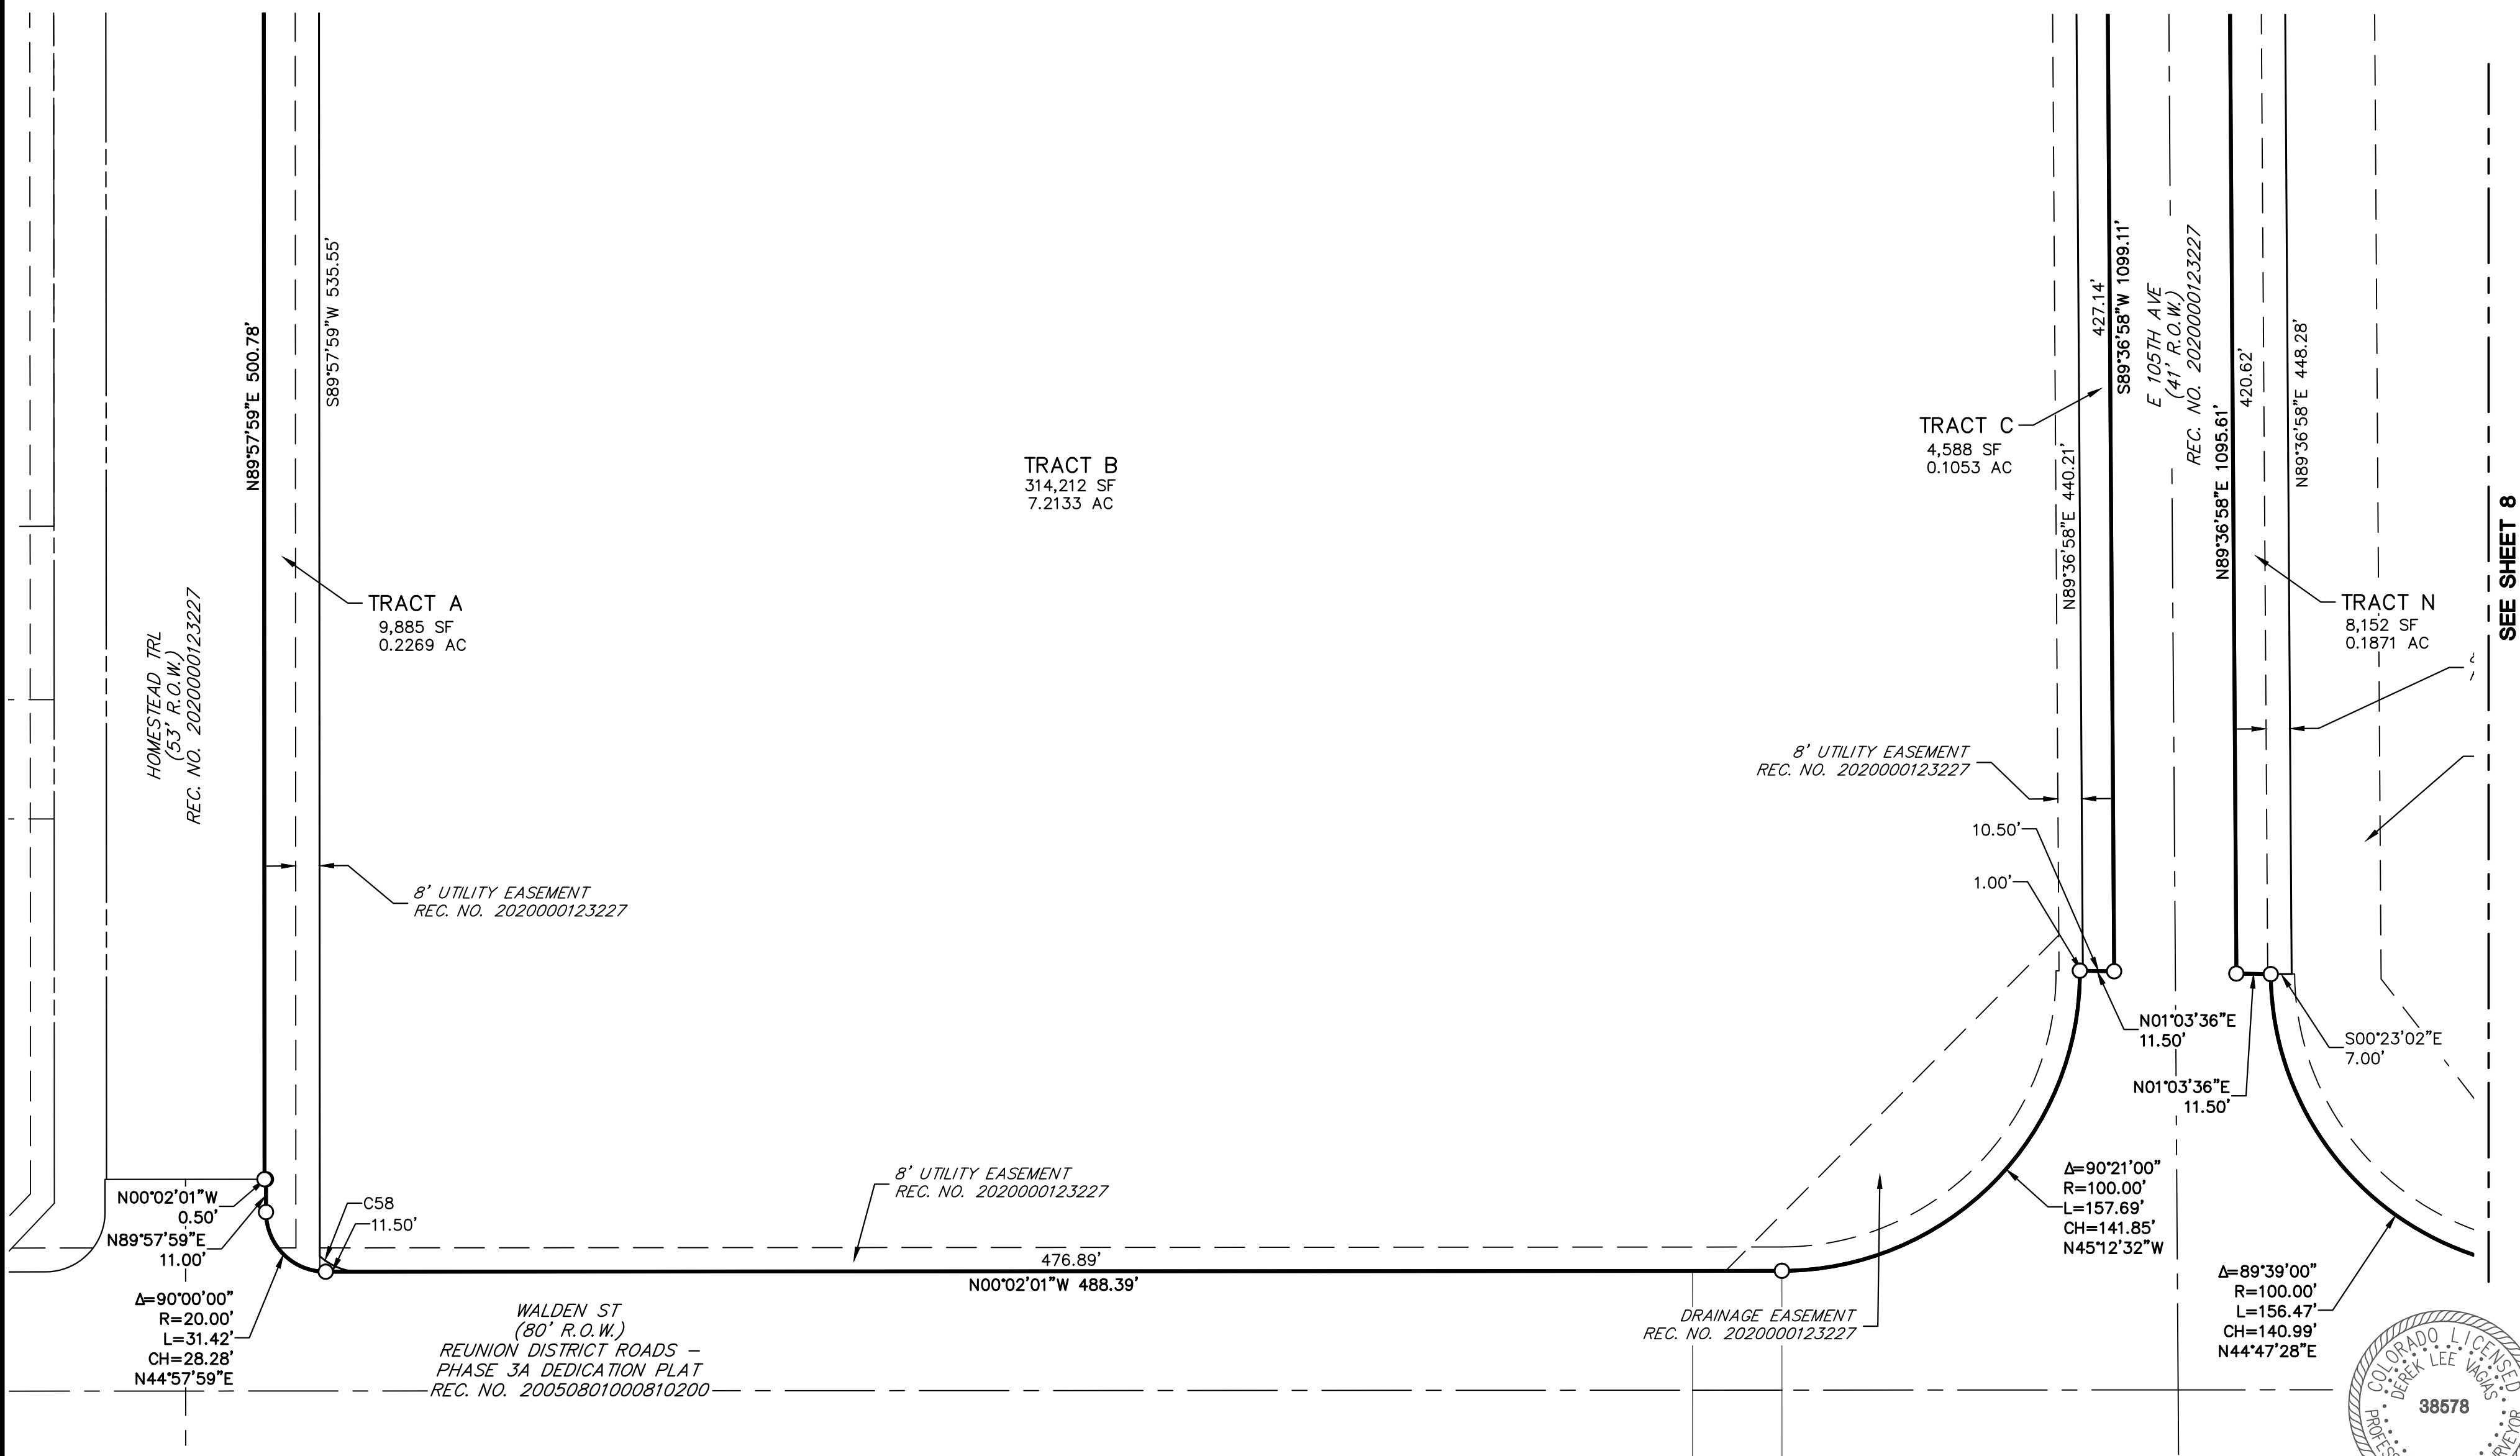 HOMESTEAD TRL
(53' R.O.W.)
REC. NO. 2020000123227
N89°57'59"E 500.78'
S89°57'59"W 535.55'
TRACT A
9,885 SF
0.2269 AC
8' UTILITY EASEMENT
REC. NO. 2020000123227
N00°02'01"W
0.50'
N89°57'59"E
11.00'
Δ=90°00'00"
R=20.00'
L=31.42'
CH=28.28'
N44°57'59"E
C58
11.50'
WALDEN ST
(80' R.O.W.)
REUNION DISTRICT ROADS –
PHASE 3A DEDICATION PLAT
REC. NO. 20050801000810200
TRACT B
314,212 SF
7.2133 AC
8' UTILITY EASEMENT
REC. NO. 2020000123227
476.89'
N00°02'01"W 488.39'
DRAINAGE EASEMENT
REC. NO. 2020000123227
TRACT C
4,588 SF
0.1053 AC
8' UTILITY EASEMENT
REC. NO. 2020000123227
10.50'
1.00'
N89°36'58"E 440.21'
427.14'
S89°36'58"W 1099.11'
E 105TH AVE
(41' R.O.W.)
REC. NO. 2020000123227
N89°36'58"E 1095.61'
420.62'
N89°36'58"E 448.28'
TRACT N
8,152 SF
0.1871 AC
N01°03'36"E
11.50'
N01°03'36"E
11.50'
S00°23'02"E
7.00'
Δ=90°21'00"
R=100.00'
L=157.69'
CH=141.85'
N45°12'32"W
Δ=89°39'00"
R=100.00'
L=156.47'
CH=140.99'
N44°47'28"E
SEE SHEET 8
COLORADO LICENSED
DEREK LEE VAGIAS
38578